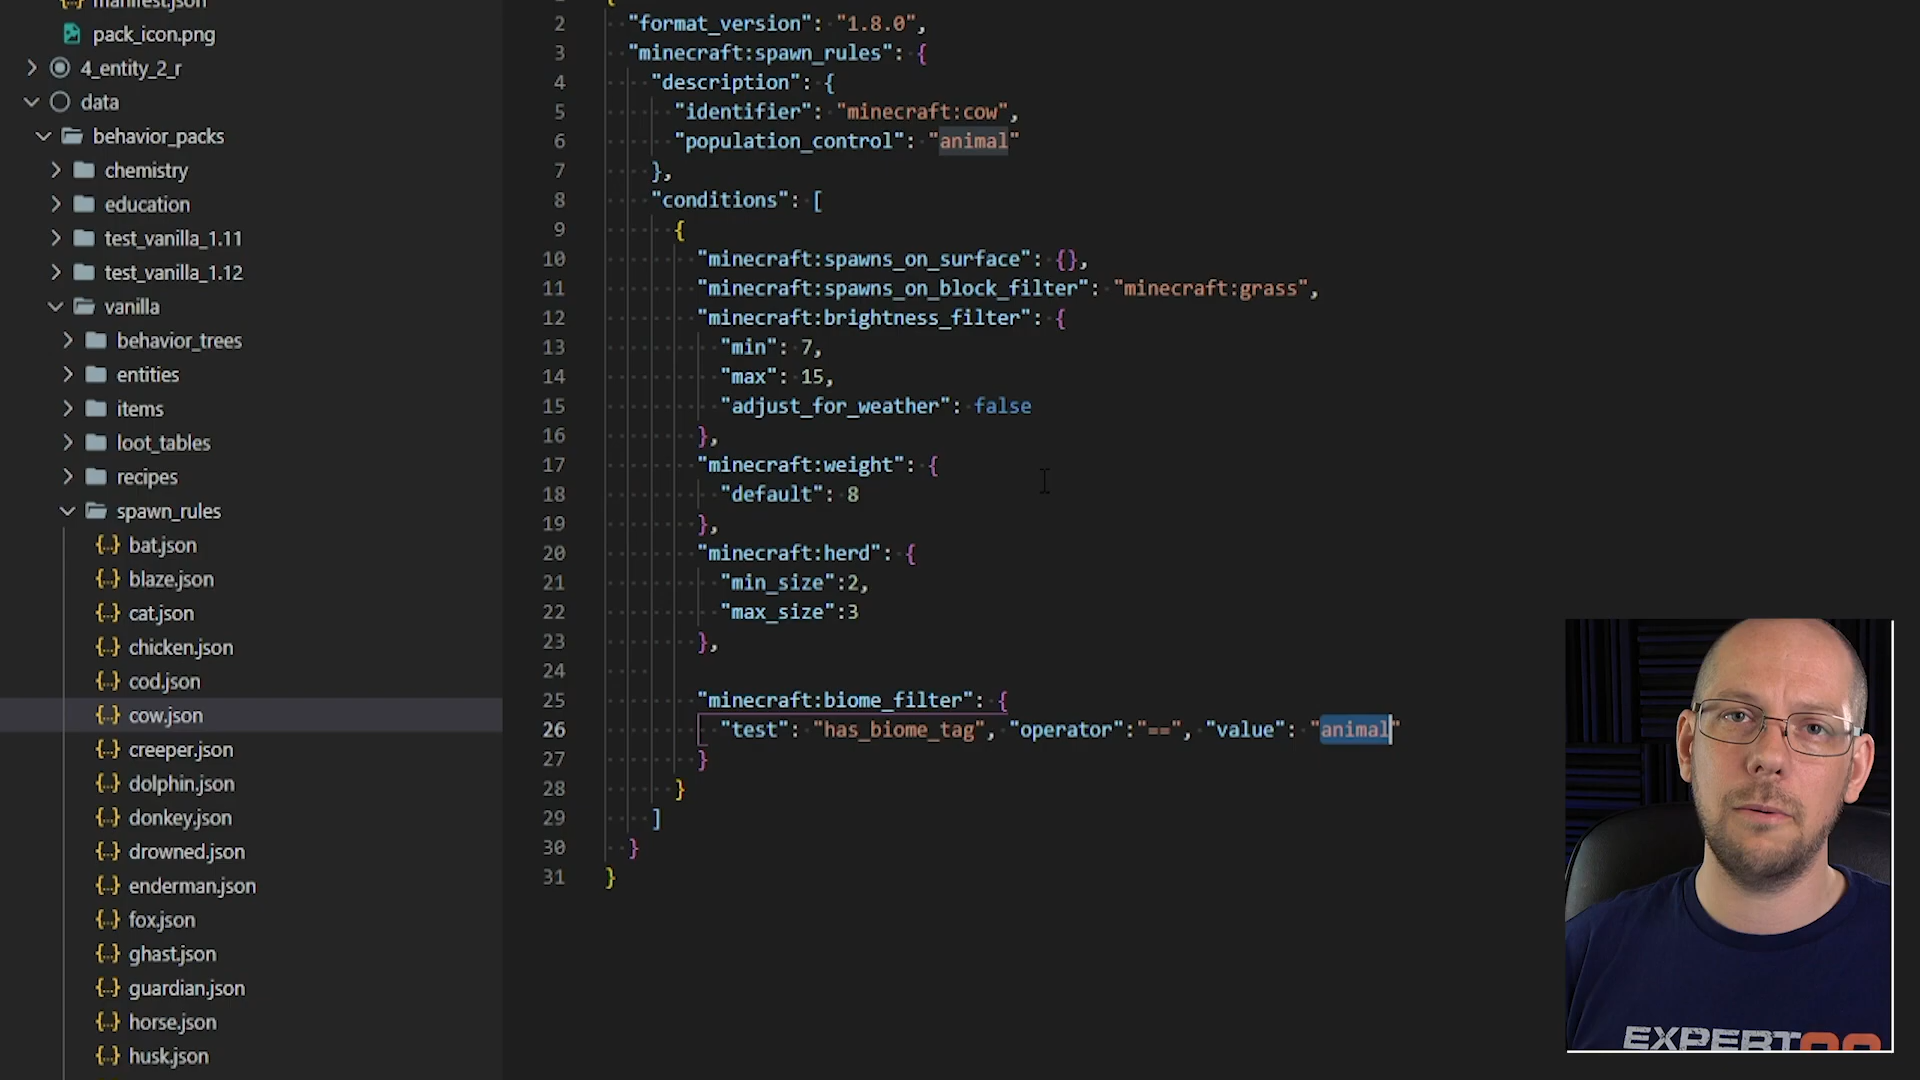 manifest.json
pack_icon.png
4_entity_2_r
data
behavior_packs
chemistry
education
test_vanilla_1.11
test_vanilla_1.12
vanilla
behavior_trees
entities
items
loot_tables
recipes
spawn_rules
{..} bat.json
{..} blaze.json
{..} cat.json
{..} chicken.json
{..} cod.json
{..} cow.json
{..} creeper.json
{..} dolphin.json
{..} donkey.json
{..} drowned.json
{..} enderman.json
{..} fox.json
{..} ghast.json
{..} guardian.json
{..} horse.json
{..} husk.json
{
2 "format_version": "1.8.0",
3 "minecraft:spawn_rules": {
4 "description": {
5 "identifier": "minecraft:cow",
6 "population_control": "animal"
7 },
8 "conditions": [
9 {
10 "minecraft:spawns_on_surface": {},
11 "minecraft:spawns_on_block_filter": "minecraft:grass",
12 "minecraft:brightness_filter": {
13 "min": 7,
14 "max": 15,
15 "adjust_for_weather": false
16 },
17 "minecraft:weight": {
18 "default": 8
19 },
20 "minecraft:herd": {
21 "min_size":2,
22 "max_size":3
23 },
24
25 "minecraft:biome_filter": {
26 "test": "has_biome_tag", "operator":"==", "value": "animal"
27 }
28 }
29 ]
30 }
31 }
EXPERT